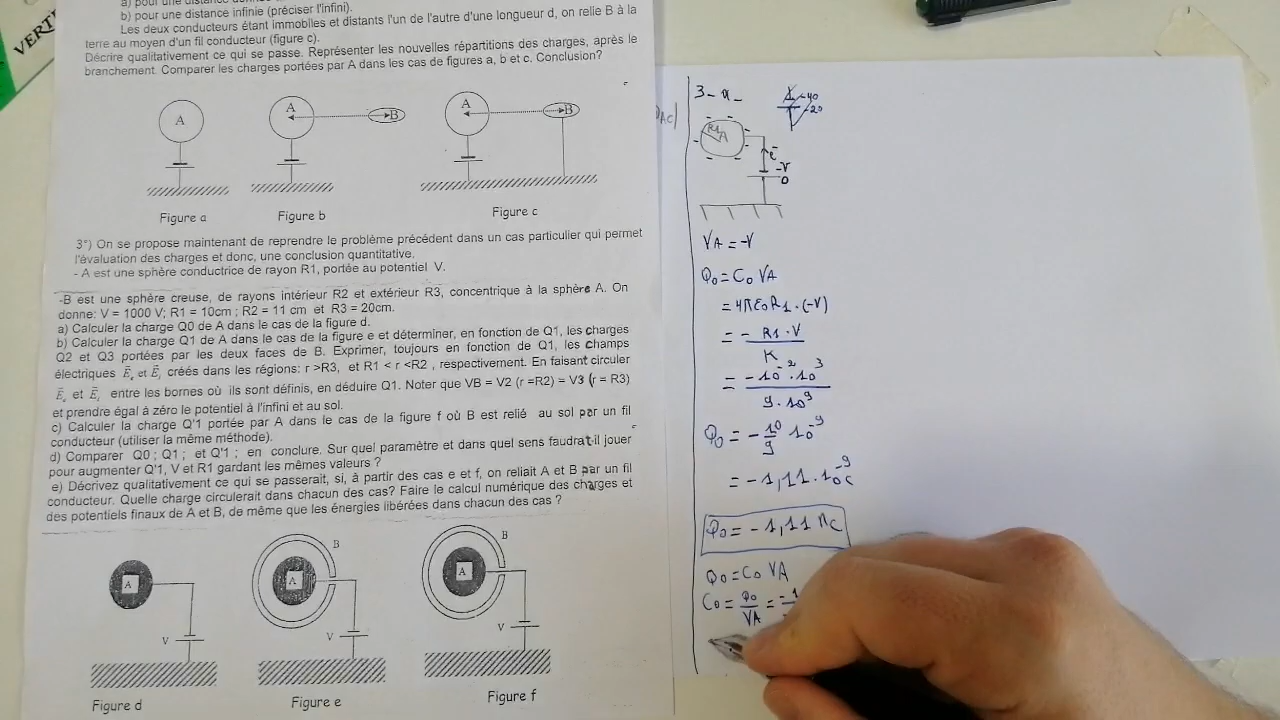 VERT
a) pour une
b) pour une distance infinie (préciser l'infini).
Les deux conducteurs étant immobiles et distants l'un de l'autre d'une longueur d, on relie B à la
terre au moyen d'un fil conducteur (figure c).
Décrire qualitativement ce qui se passe. Représenter les nouvelles répartitions des charges, après le
branchement. Comparer les charges portées par A dans les cas de figures a, b et c. Conclusion?
A
A
B
A
B
Figure a
Figure b
Figure c
3°) On se propose maintenant de reprendre le problème précédent dans un cas particulier qui permet
l'évaluation des charges et donc, une conclusion quantitative.
- A est une sphère conductrice de rayon R1, portée au potentiel V.
-B est une sphère creuse, de rayons intérieur R2 et extérieur R3, concentrique à la sphère A. On
donne: V = 1000 V; R1 = 10cm ; R2 = 11 cm et R3 = 20cm.
a) Calculer la charge Q0 de A dans le cas de la figure d.
b) Calculer la charge Q1 de A dans le cas de la figure e et déterminer, en fonction de Q1, les charges
Q2 et Q3 portées par les deux faces de B. Exprimer, toujours en fonction de Q1, les champs
électriques E⃗e et E⃗i créés dans les régions: r >R3, et R1 < r <R2 , respectivement. En faisant circuler
E⃗e et E⃗i entre les bornes où ils sont définis, en déduire Q1. Noter que VB = V2 (r =R2) = V3 (r = R3)
et prendre égal à zéro le potentiel à l'infini et au sol.
c) Calculer la charge Q'1 portée par A dans le cas de la figure f où B est relié au sol par un fil
conducteur (utiliser la même méthode).
d) Comparer Q0 ; Q1 ; et Q'1 ; en conclure. Sur quel paramètre et dans quel sens faudrat-il jouer
pour augmenter Q'1, V et R1 gardant les mêmes valeurs ?
e) Décrivez qualitativement ce qui se passerait, si, à partir des cas e et f, on reliait A et B par un fil
conducteur. Quelle charge circulerait dans chacun des cas? Faire le calcul numérique des charges et
des potentiels finaux de A et B, de même que les énergies libérées dans chacun des cas ?
A
V
B
A
V
B
A
V
Figure d
Figure e
Figure f
3-a-
-40
-20
R1 A
e-
-V
0
VA = -V
Q0 = C0 VA
= 4πε0R1 . (-V)
= - R1 . V / K
= -10^-2 . 10^3 / 9 . 10^9
Q0 = - 10/9 10^-9
= -1,11 . 10^-9 C
Q0 = -1,11 nC
Q0 = C0 VA
C0 = Q0/VA =